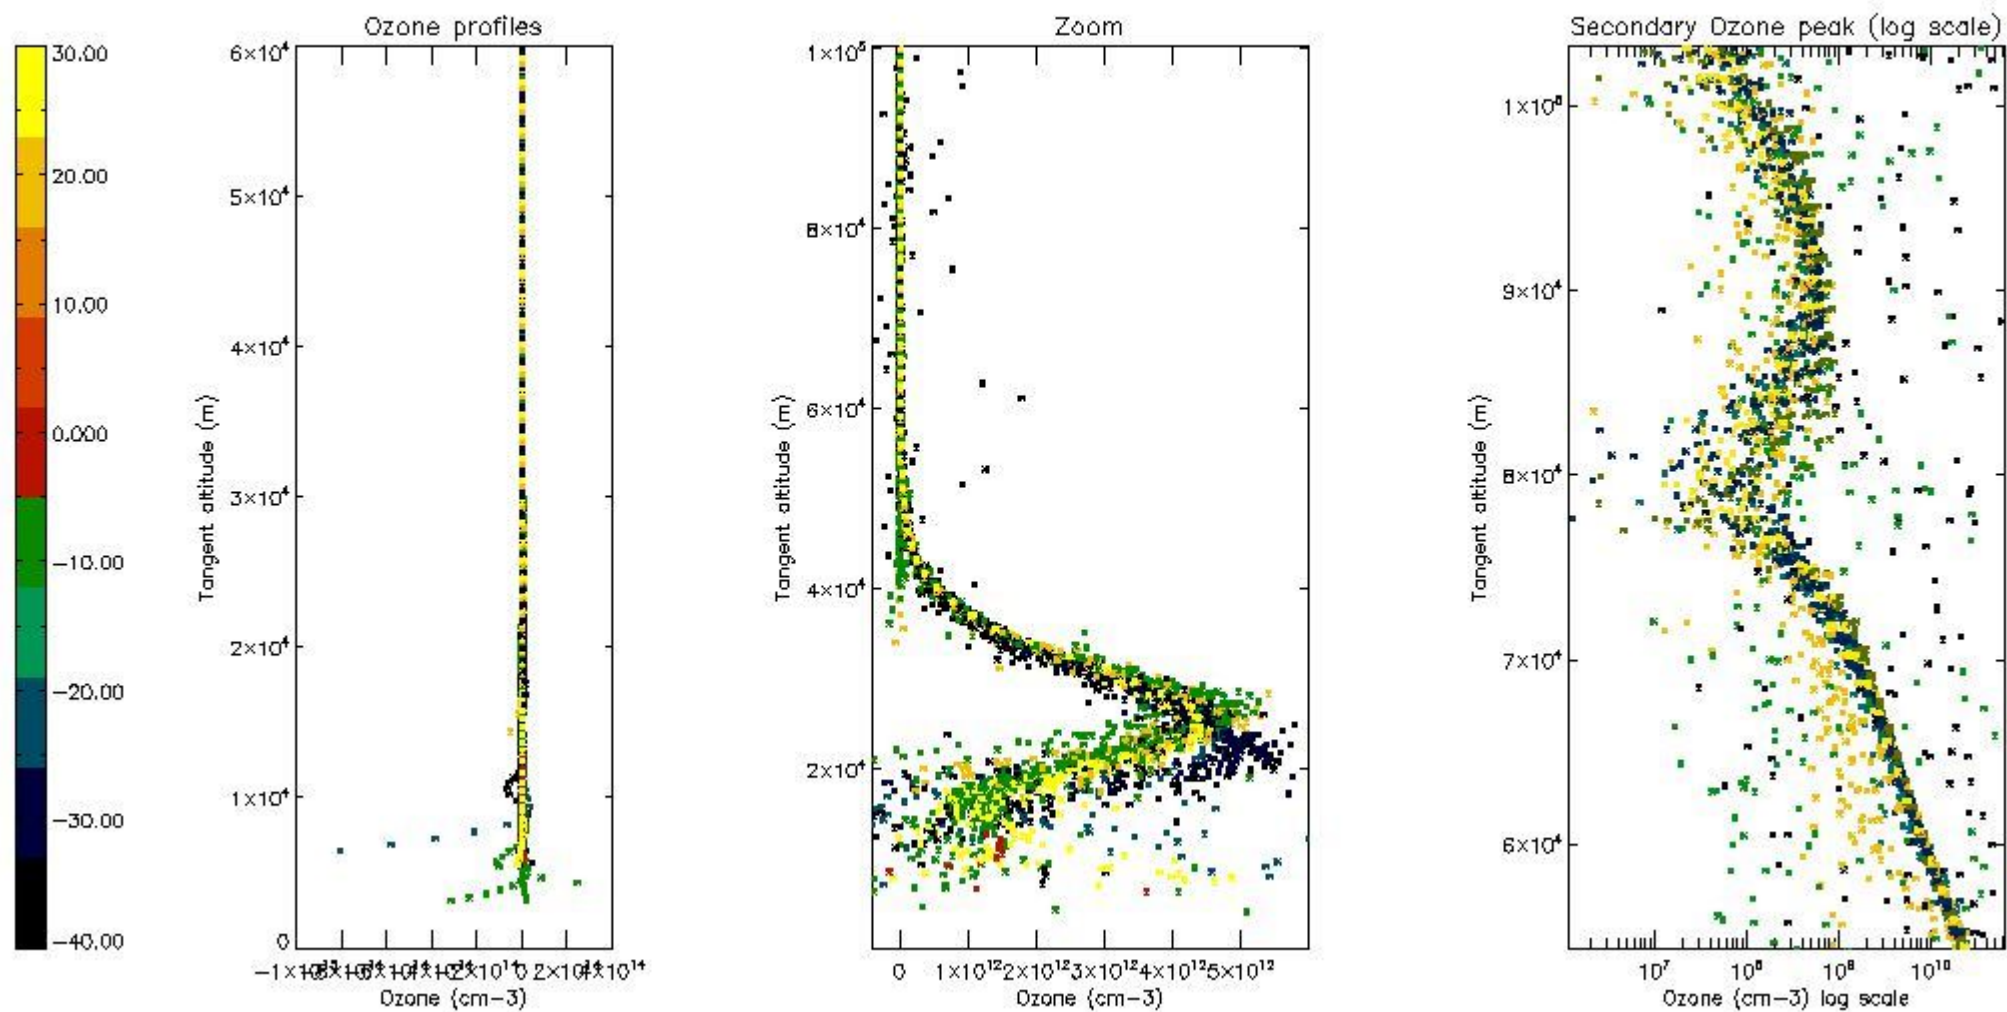 Ozone profiles
Zoom
Secondary Ozone peak (log scale)
30.00
20.00
10.00
0.000
−10.00
−20.00
−30.00
−40.00
6×10⁴
5×10⁴
4×10⁴
3×10⁴
2×10⁴
1×10⁴
0
Tangent altitude (m)
0 2×10¹⁴
Ozone (cm−3)
1×10⁵
8×10⁴
6×10⁴
4×10⁴
2×10⁴
Tangent altitude (m)
0 1×10¹² 2×10¹² 3×10¹² 4×10¹² 5×10¹²
Ozone (cm−3)
1×10⁵
9×10⁴
8×10⁴
7×10⁴
6×10⁴
Tangent altitude (m)
10⁷ 10⁸ 10⁹ 10¹⁰
Ozone (cm−3) log scale